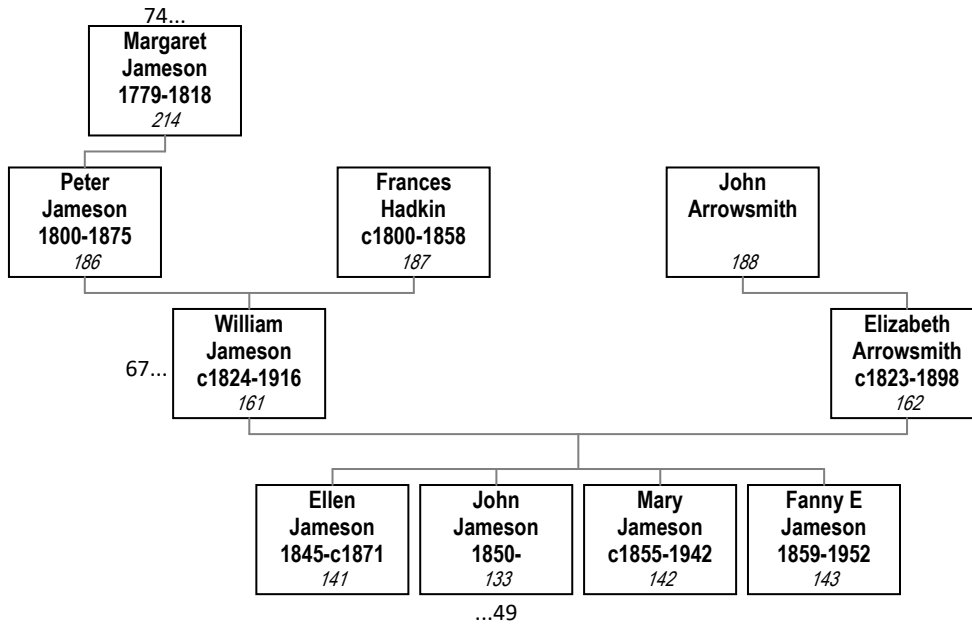 74...
Margaret
Jameson
1779-1818
214
Peter
Jameson
1800-1875
186
Frances
Hadkin
c1800-1858
187
John
Arrowsmith
188
67...
William
Jameson
c1824-1916
161
Elizabeth
Arrowsmith
c1823-1898
162
Ellen
Jameson
1845-c1871
141
John
Jameson
1850-
133
Mary
Jameson
c1855-1942
142
Fanny E
Jameson
1859-1952
143
...49